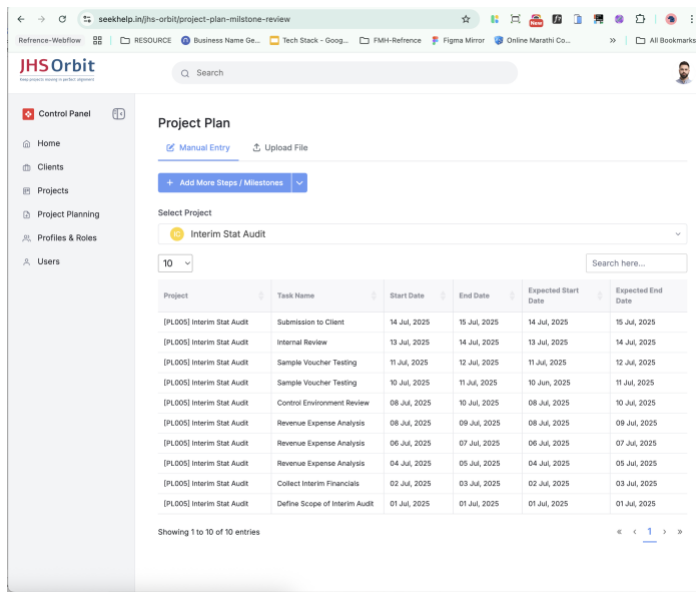 seekhelp.in/jhs-orbit/project-plan-milstone-review
New
Refrence-Webflow RESOURCE Business Name Ge... Tech Stack - Goog... FMH-Refrence Figma Mirror Online Marathi Co... » All Bookmarks
JHS Orbit
Keep projects moving in perfect alignment
Search
Control Panel
Home
Clients
Projects
Project Planning
Profiles & Roles
Users
Project Plan
Manual Entry Upload File
+ Add More Steps / Milestones
Select Project
Interim Stat Audit
10 Search here...
Project Task Name Start Date End Date Expected Start Date Expected End Date
[PL005] Interim Stat Audit Submission to Client 14 Jul, 2025 15 Jul, 2025 14 Jul, 2025 15 Jul, 2025
[PL005] Interim Stat Audit Internal Review 13 Jul, 2025 14 Jul, 2025 13 Jul, 2025 14 Jul, 2025
[PL005] Interim Stat Audit Sample Voucher Testing 11 Jul, 2025 12 Jul, 2025 11 Jul, 2025 12 Jul, 2025
[PL005] Interim Stat Audit Sample Voucher Testing 10 Jul, 2025 11 Jul, 2025 10 Jun, 2025 11 Jul, 2025
[PL005] Interim Stat Audit Control Environment Review 08 Jul, 2025 10 Jul, 2025 08 Jul, 2025 10 Jul, 2025
[PL005] Interim Stat Audit Revenue Expense Analysis 08 Jul, 2025 09 Jul, 2025 08 Jul, 2025 09 Jul, 2025
[PL005] Interim Stat Audit Revenue Expense Analysis 06 Jul, 2025 07 Jul, 2025 06 Jul, 2025 07 Jul, 2025
[PL005] Interim Stat Audit Revenue Expense Analysis 04 Jul, 2025 05 Jul, 2025 04 Jul, 2025 05 Jul, 2025
[PL005] Interim Stat Audit Collect Interim Financials 02 Jul, 2025 03 Jul, 2025 02 Jul, 2025 03 Jul, 2025
[PL005] Interim Stat Audit Define Scope of Interim Audit 01 Jul, 2025 01 Jul, 2025 01 Jul, 2025 01 Jul, 2025
Showing 1 to 10 of 10 entries « ‹ 1 › »